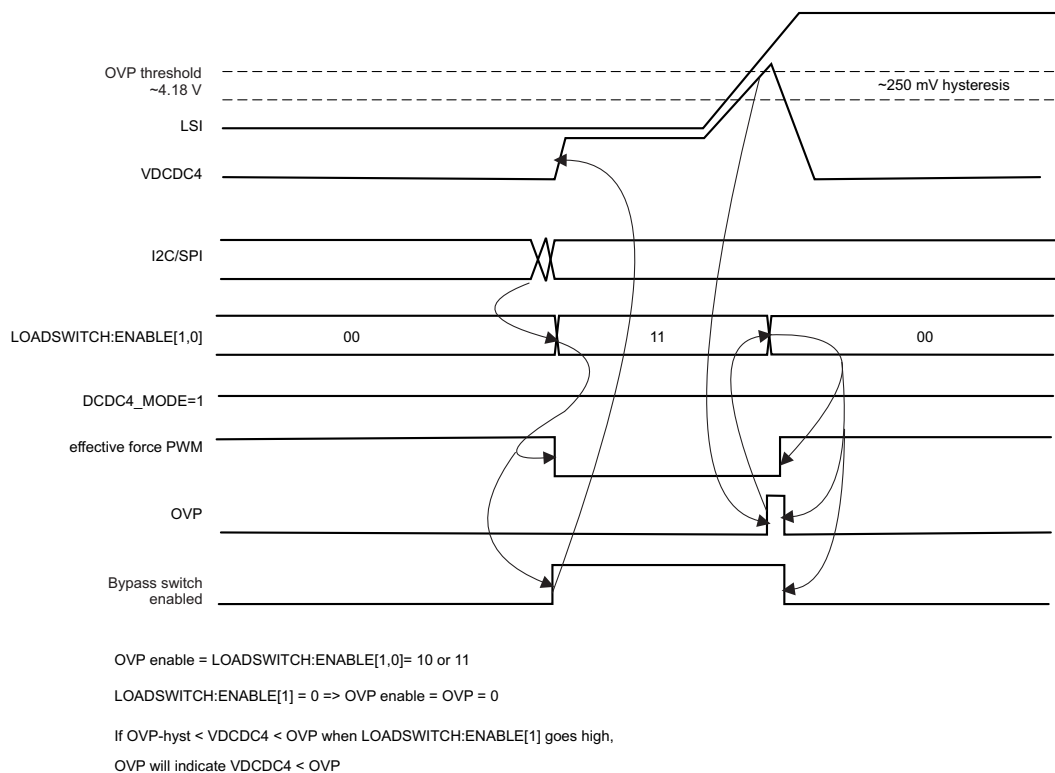 OVP threshold
~4.18 V
~250 mV hysteresis
LSI
VDCDC4
I2C/SPI
LOADSWITCH:ENABLE[1,0]
00
11
00
DCDC4_MODE=1
effective force PWM
OVP
Bypass switch
enabled
OVP enable = LOADSWITCH:ENABLE[1,0]= 10 or 11
LOADSWITCH:ENABLE[1] = 0 => OVP enable = OVP = 0
If OVP-hyst < VDCDC4 < OVP when LOADSWITCH:ENABLE[1] goes high,
OVP will indicate VDCDC4 < OVP